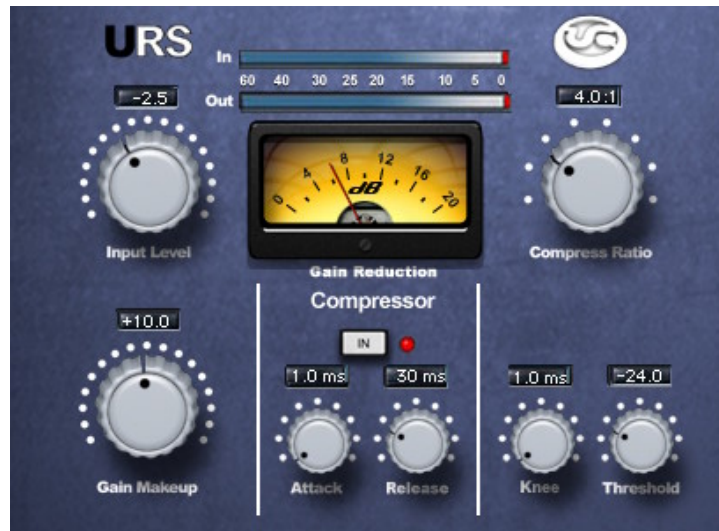 URS
In
60 40 30 25 20 15 10 5 0
Out
-2.5
4.0:1
0 4 8 12 16 20
dB
Input Level
Compress Ratio
Gain Reduction
Compressor
+10.0
IN
1.0 ms
30 ms
1.0 ms
-24.0
Gain Makeup
Attack
Release
Knee
Threshold